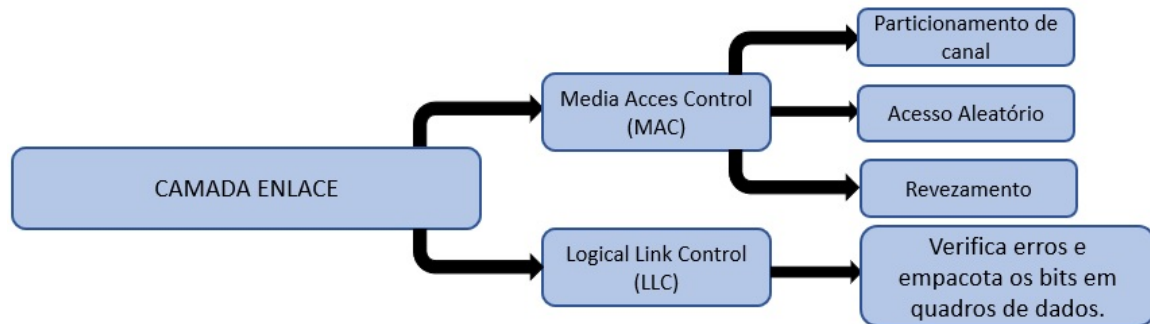 CAMADA ENLACE
Media Acces Control
(MAC)
Particionamento de
canal
Acesso Aleatório
Revezamento
Logical Link Control
(LLC)
Verifica erros e
empacota os bits em
quadros de dados.